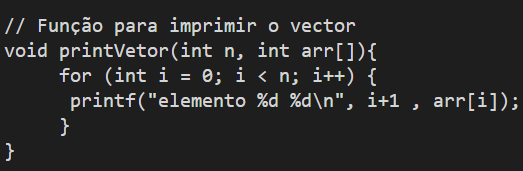 // Função para imprimir o vector
void printVetor(int n, int arr[]){
for (int i = 0; i < n; i++) {
printf("elemento %d %d\n", i+1 , arr[i]);
}
}